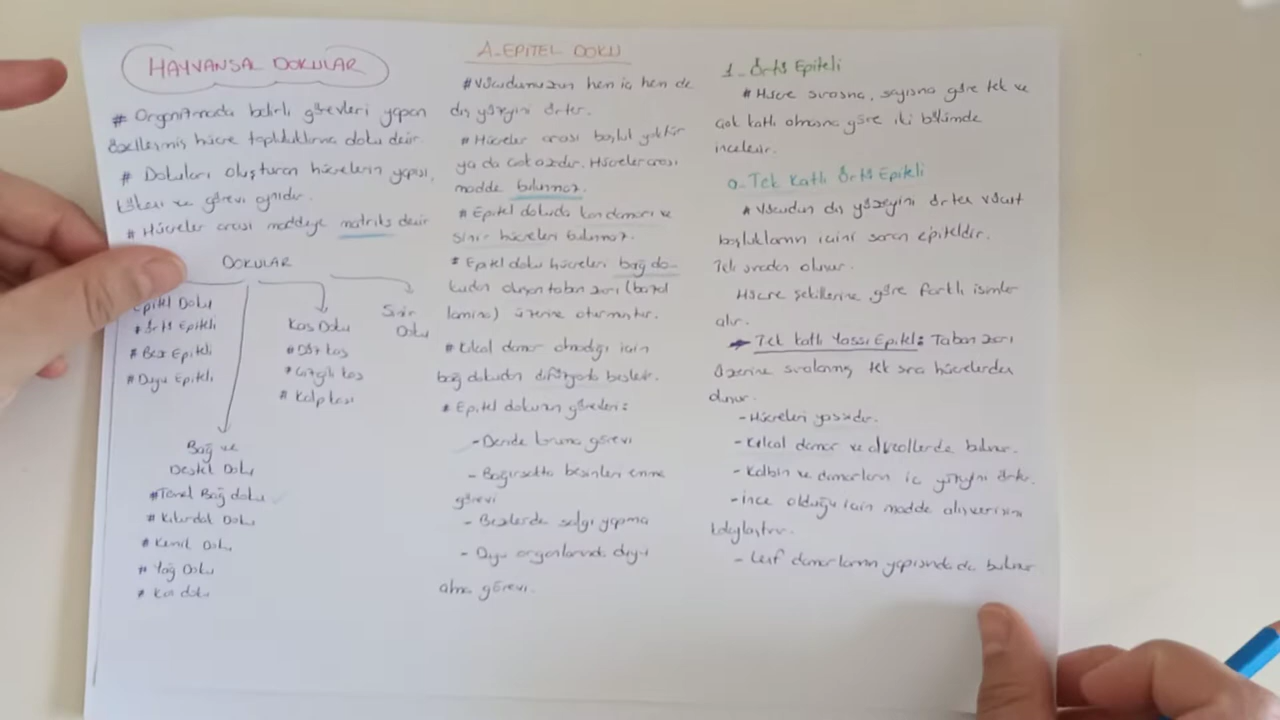 HAYVANSAL DOKULAR
# Organizmada belirli görevleri yapan
özelleşmiş hücre topluluklarına doku denir.
# Dokuları oluşturan hücrelerin yapısı,
işlevi ve görevi aynıdır.
# Hücreler arası maddeye matriks denir
DOKULAR
Epitel Doku
# Örtü Epiteli
# Bez Epiteli
# Duyu Epiteli
Kas Doku
# Düz kas
# Çizgili kas
# Kalp kası
Sinir
Doku
Bağ ve
Destek Doku
# Temel Bağ doku
# Kıkırdak Doku
# Kemik Doku
# Yağ Doku
# Kan doku
A-EPİTEL DOKU
# Vücudumuzun hem iç hem de
dış yüzeyini örter.
# Hücreler arası boşluk yoktur
ya da çok azdır. Hücreler arası
madde bulunmaz.
# Epitel dokuda kan damarı ve
sinir hücreleri bulunmaz.
* Epitel doku hücreleri bağ do-
kudan oluşan taban zarı (bazal
lamina) üzerine oturmuştur.
# Kılcal damar olmadığı için
bağ dokudan difüzyonla beslenir.
# Epitel dokunun görevleri:
- Deride koruma görevi
- Bağırsakta besinleri emme
görevi
- Bezlerde salgı yapma
- Duyu organlarında duyu
alma görevi.
1- Örtü Epiteli
# Hücre sırasına, sayısına göre tek ve
çok katlı olmasına göre iki bölümde
incelenir.
a- Tek Katlı Örtü Epiteli
# Vücudun dış yüzeyini örten vücut
boşluklarının içini saran epiteldir.
Tek sıradan oluşur.
Hücre şekillerine göre farklı isimler
alır.
→ Tek katlı Yassı Epitel: Taban zarı
üzerine sıralanmış tek sıra hücrelerden
oluşur.
- Hücreleri yassıdır.
- Kılcal damar ve alveollerde bulunur.
- Kalbin ve damarların iç yüzeyini örter.
- İnce olduğu için madde alışverişini
kolaylaştırır.
- Lenf damarlarının yapısında da bulunur